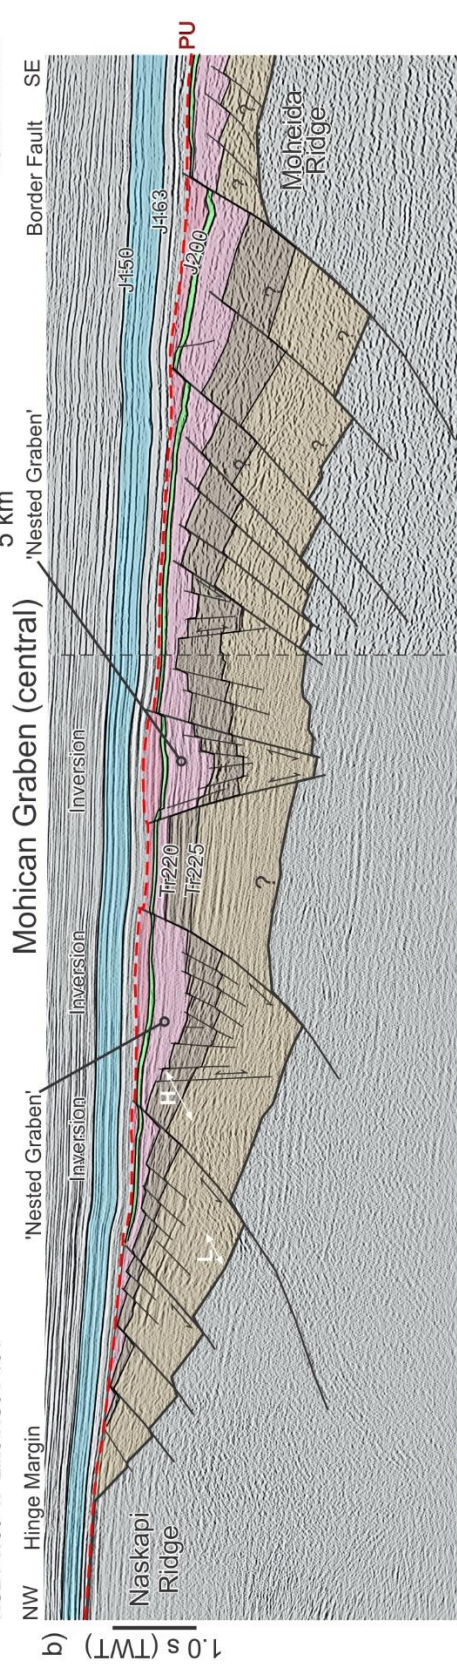 5 km
Mohican Graben (central)
NW
Hinge Margin
'Nested Graben'
'Nested Graben'
Border Fault
SE
b)
1.0 s (TWT)
Inversion
Inversion
Inversion
J150
J163
PU
J200
Tr220
Tr225
H
L
?
?
?
?
?
?
?
Naskapi
Ridge
Moheida
Ridge